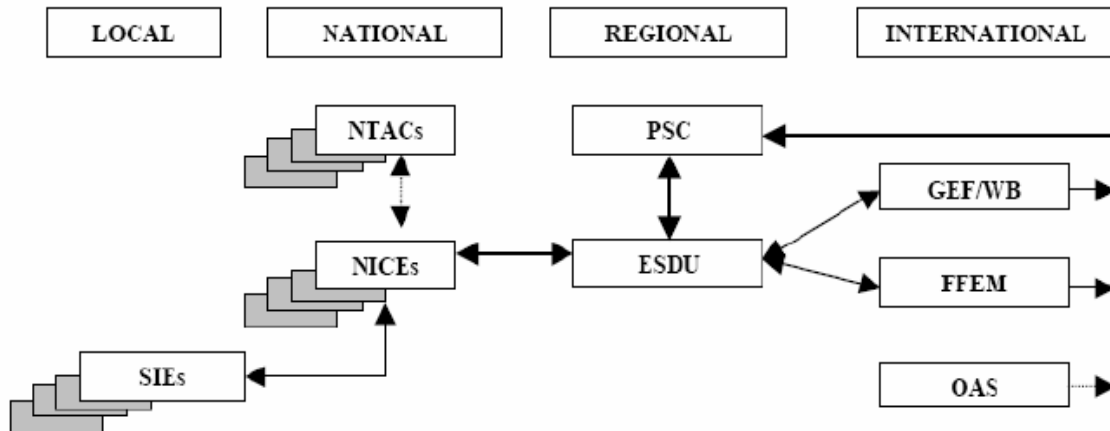 LOCAL
NATIONAL
REGIONAL
INTERNATIONAL
NTACs
PSC
GEF/WB
NICEs
ESDU
FFEM
SIEs
OAS